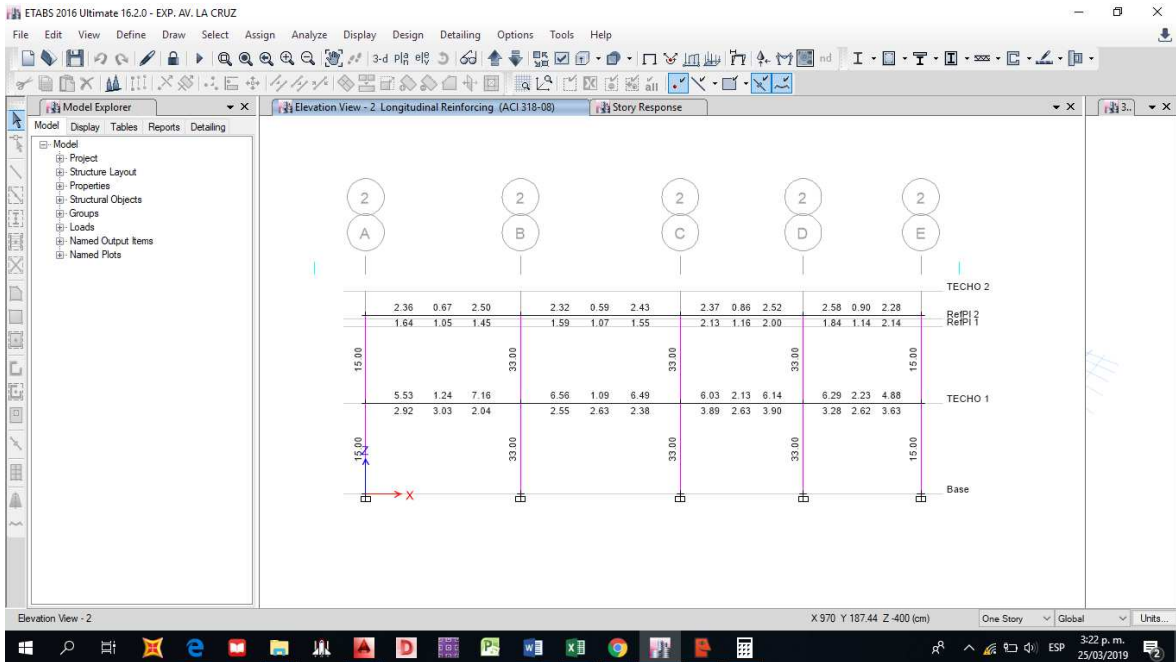 ETABS 2016 Ultimate 16.2.0 - EXP. AV. LA CRUZ
File Edit View Define Draw Select Assign Analyze Display Design Detailing Options Tools Help
3-d
nd
all
Model Explorer
Elevation View - 2 Longitudinal Reinforcing (ACI 318-08)
Story Response
3..
Model Display Tables Reports Detailing
Model
Project
Structure Layout
Properties
Structural Objects
Groups
Loads
Named Output Items
Named Plots
2 2 2 2 2
A B C D E
TECHO 2
2.36 0.67 2.50 2.32 0.59 2.43 2.37 0.86 2.52 2.58 0.90 2.28
RefPl 2
1.64 1.05 1.45 1.59 1.07 1.55 2.13 1.16 2.00 1.84 1.14 2.14
RefPl 1
15.00 33.00 33.00 33.00 15.00
5.53 1.24 7.16 6.56 1.09 6.49 6.03 2.13 6.14 6.29 2.23 4.88
TECHO 1
2.92 3.03 2.04 2.55 2.63 2.38 3.89 2.63 3.90 3.28 2.62 3.63
15.00 33.00 33.00 33.00 15.00
Z
X
Base
Elevation View - 2
X 970 Y 187.44 Z -400 (cm)
One Story
Global
Units...
ESP
3:22 p. m.
25/03/2019